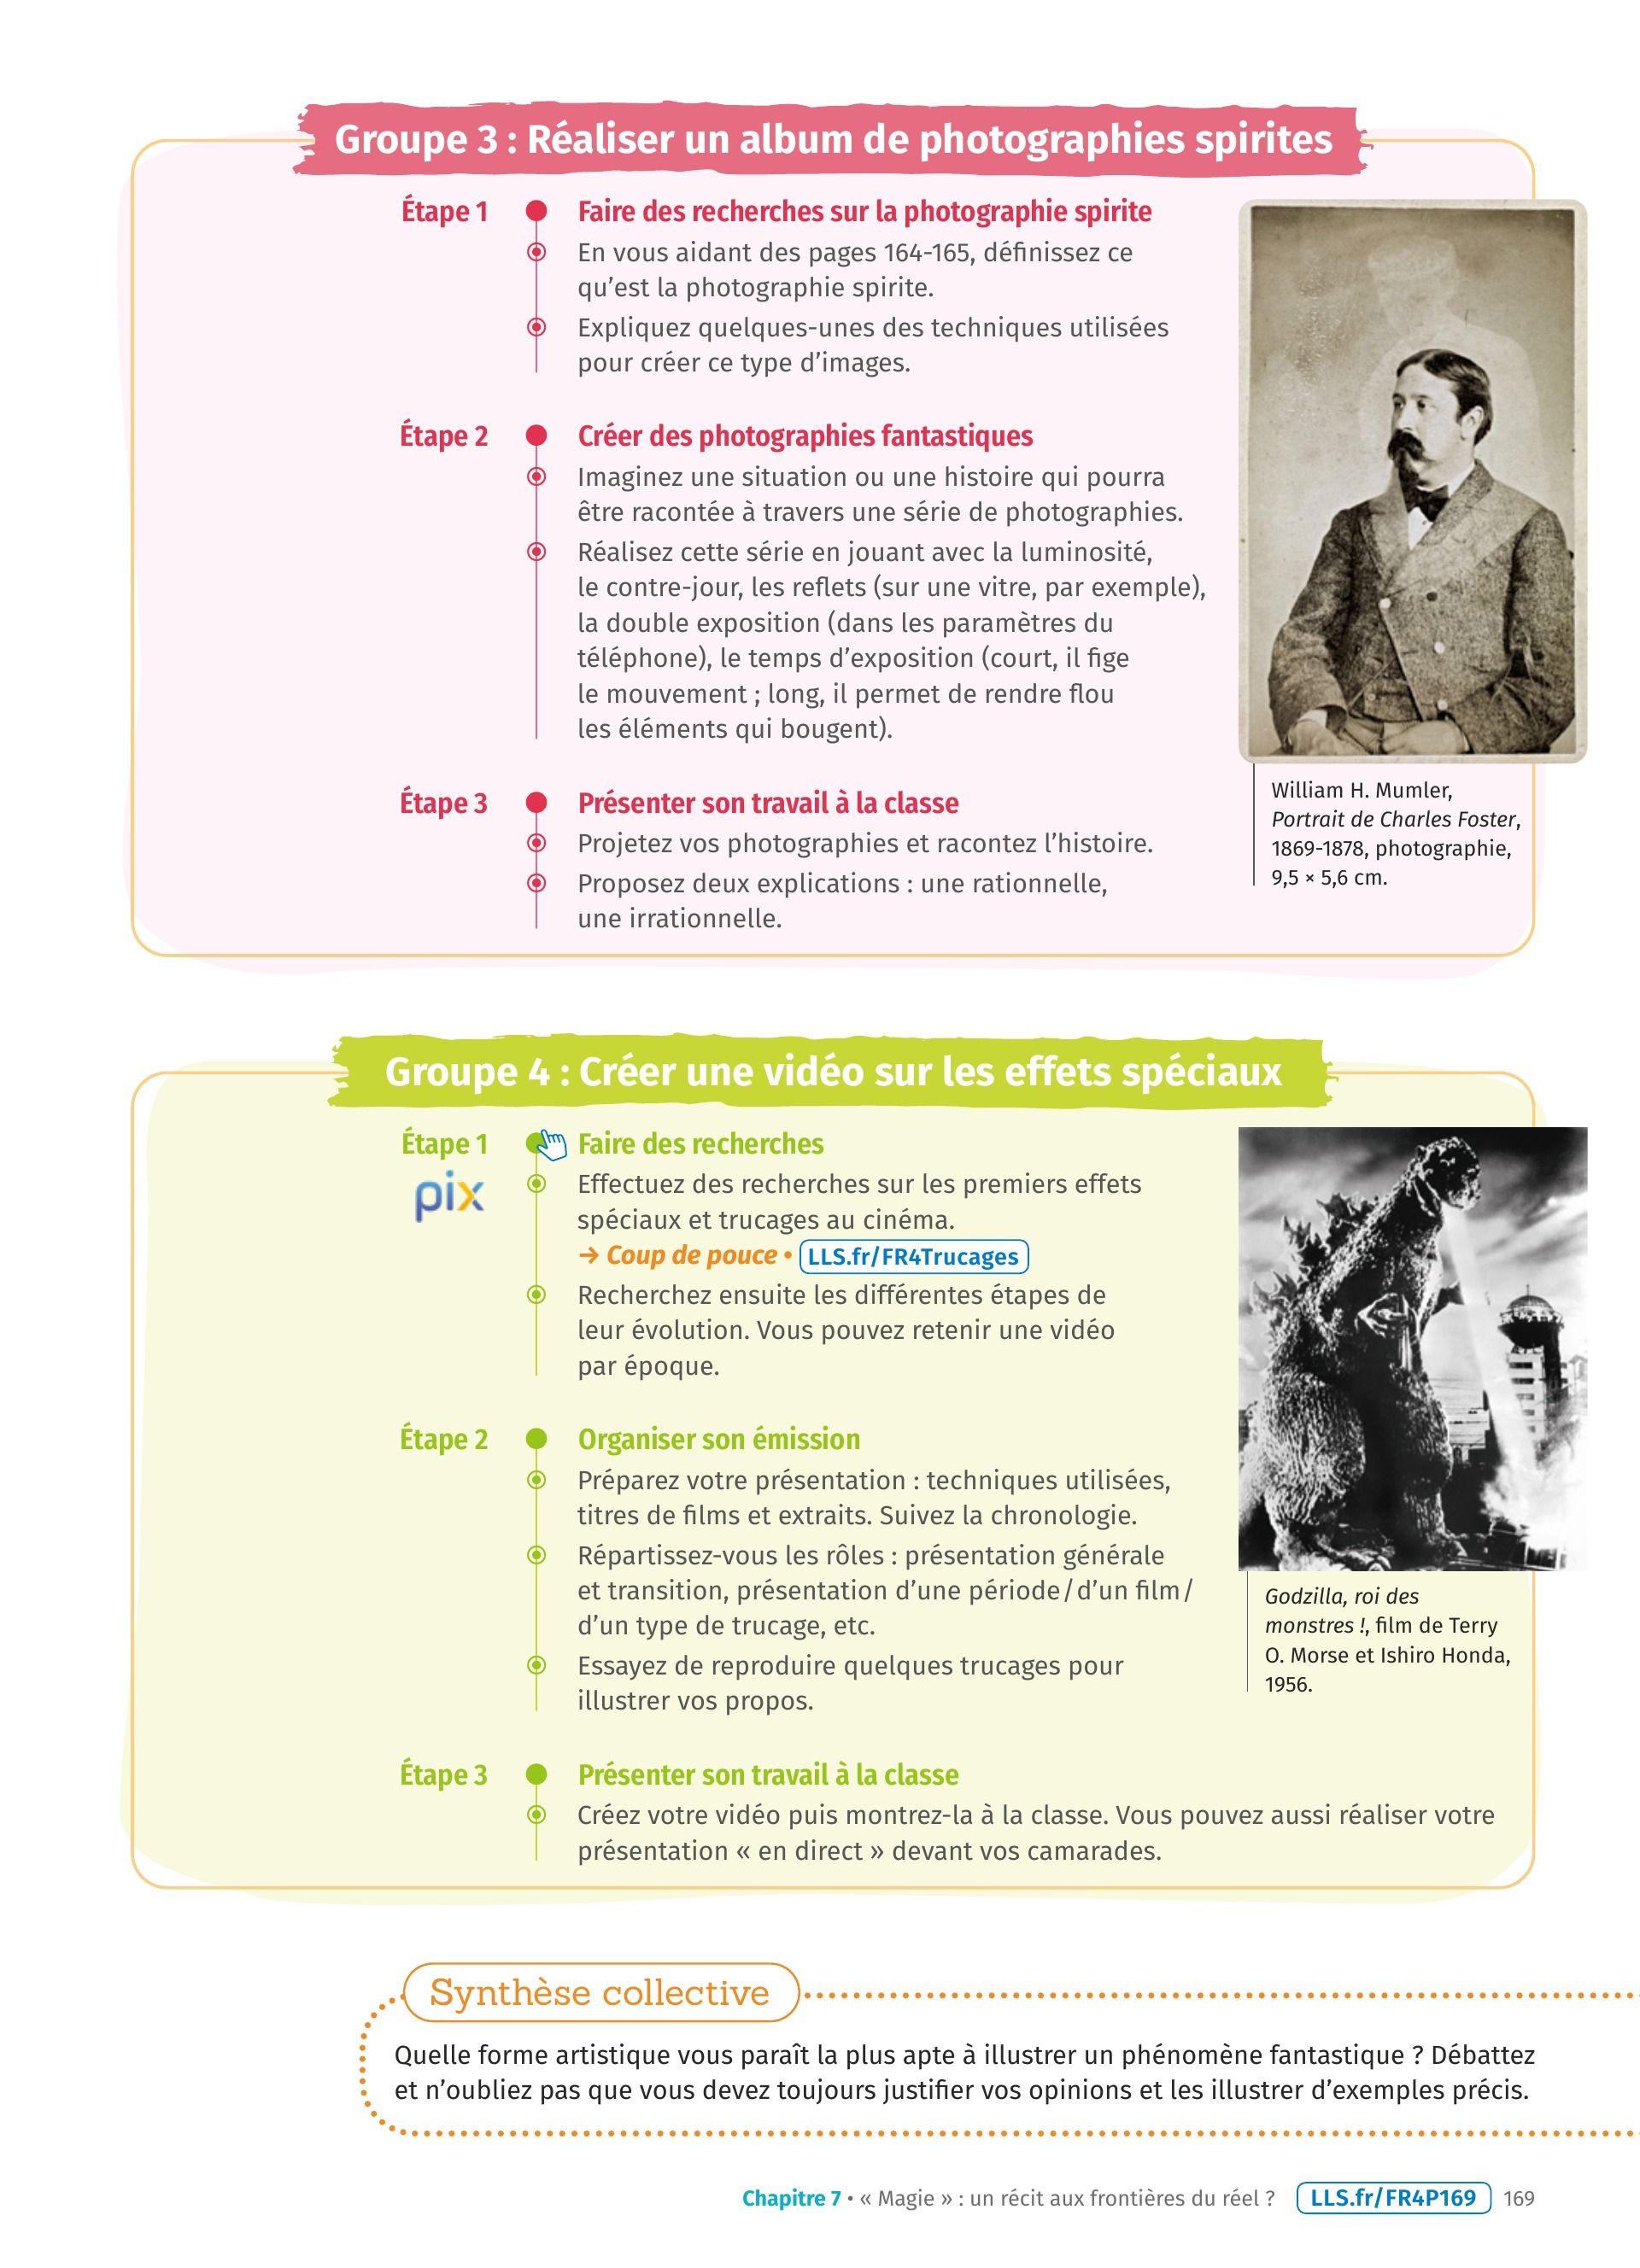 Groupe 3 : Réaliser un album de photographies spirites
Étape 1
Faire des recherches sur la photographie spirite
En vous aidant des pages 164-165, définissez ce
qu’est la photographie spirite.
Expliquez quelques-unes des techniques utilisées
pour créer ce type d’images.
Étape 2
Créer des photographies fantastiques
Imaginez une situation ou une histoire qui pourra
être racontée à travers une série de photographies.
Réalisez cette série en jouant avec la luminosité,
le contre-jour, les reflets (sur une vitre, par exemple),
la double exposition (dans les paramètres du
téléphone), le temps d’exposition (court, il fige
le mouvement ; long, il permet de rendre flou
les éléments qui bougent).
Étape 3
Présenter son travail à la classe
Projetez vos photographies et racontez l’histoire.
Proposez deux explications : une rationnelle,
une irrationnelle.
William H. Mumler,
Portrait de Charles Foster,
1869-1878, photographie,
9,5 × 5,6 cm.
Groupe 4 : Créer une vidéo sur les effets spéciaux
Étape 1
pix
Faire des recherches
Effectuez des recherches sur les premiers effets
spéciaux et trucages au cinéma.
→ Coup de pouce • LLS.fr/FR4Trucages
Recherchez ensuite les différentes étapes de
leur évolution. Vous pouvez retenir une vidéo
par époque.
Étape 2
Organiser son émission
Préparez votre présentation : techniques utilisées,
titres de films et extraits. Suivez la chronologie.
Répartissez-vous les rôles : présentation générale
et transition, présentation d’une période / d’un film /
d’un type de trucage, etc.
Essayez de reproduire quelques trucages pour
illustrer vos propos.
Étape 3
Présenter son travail à la classe
Créez votre vidéo puis montrez-la à la classe. Vous pouvez aussi réaliser votre
présentation « en direct » devant vos camarades.
Godzilla, roi des
monstres !, film de Terry
O. Morse et Ishiro Honda,
1956.
Synthèse collective
Quelle forme artistique vous paraît la plus apte à illustrer un phénomène fantastique ? Débattez
et n’oubliez pas que vous devez toujours justifier vos opinions et les illustrer d’exemples précis.
Chapitre 7 • « Magie » : un récit aux frontières du réel ? LLS.fr/FR4P169 169